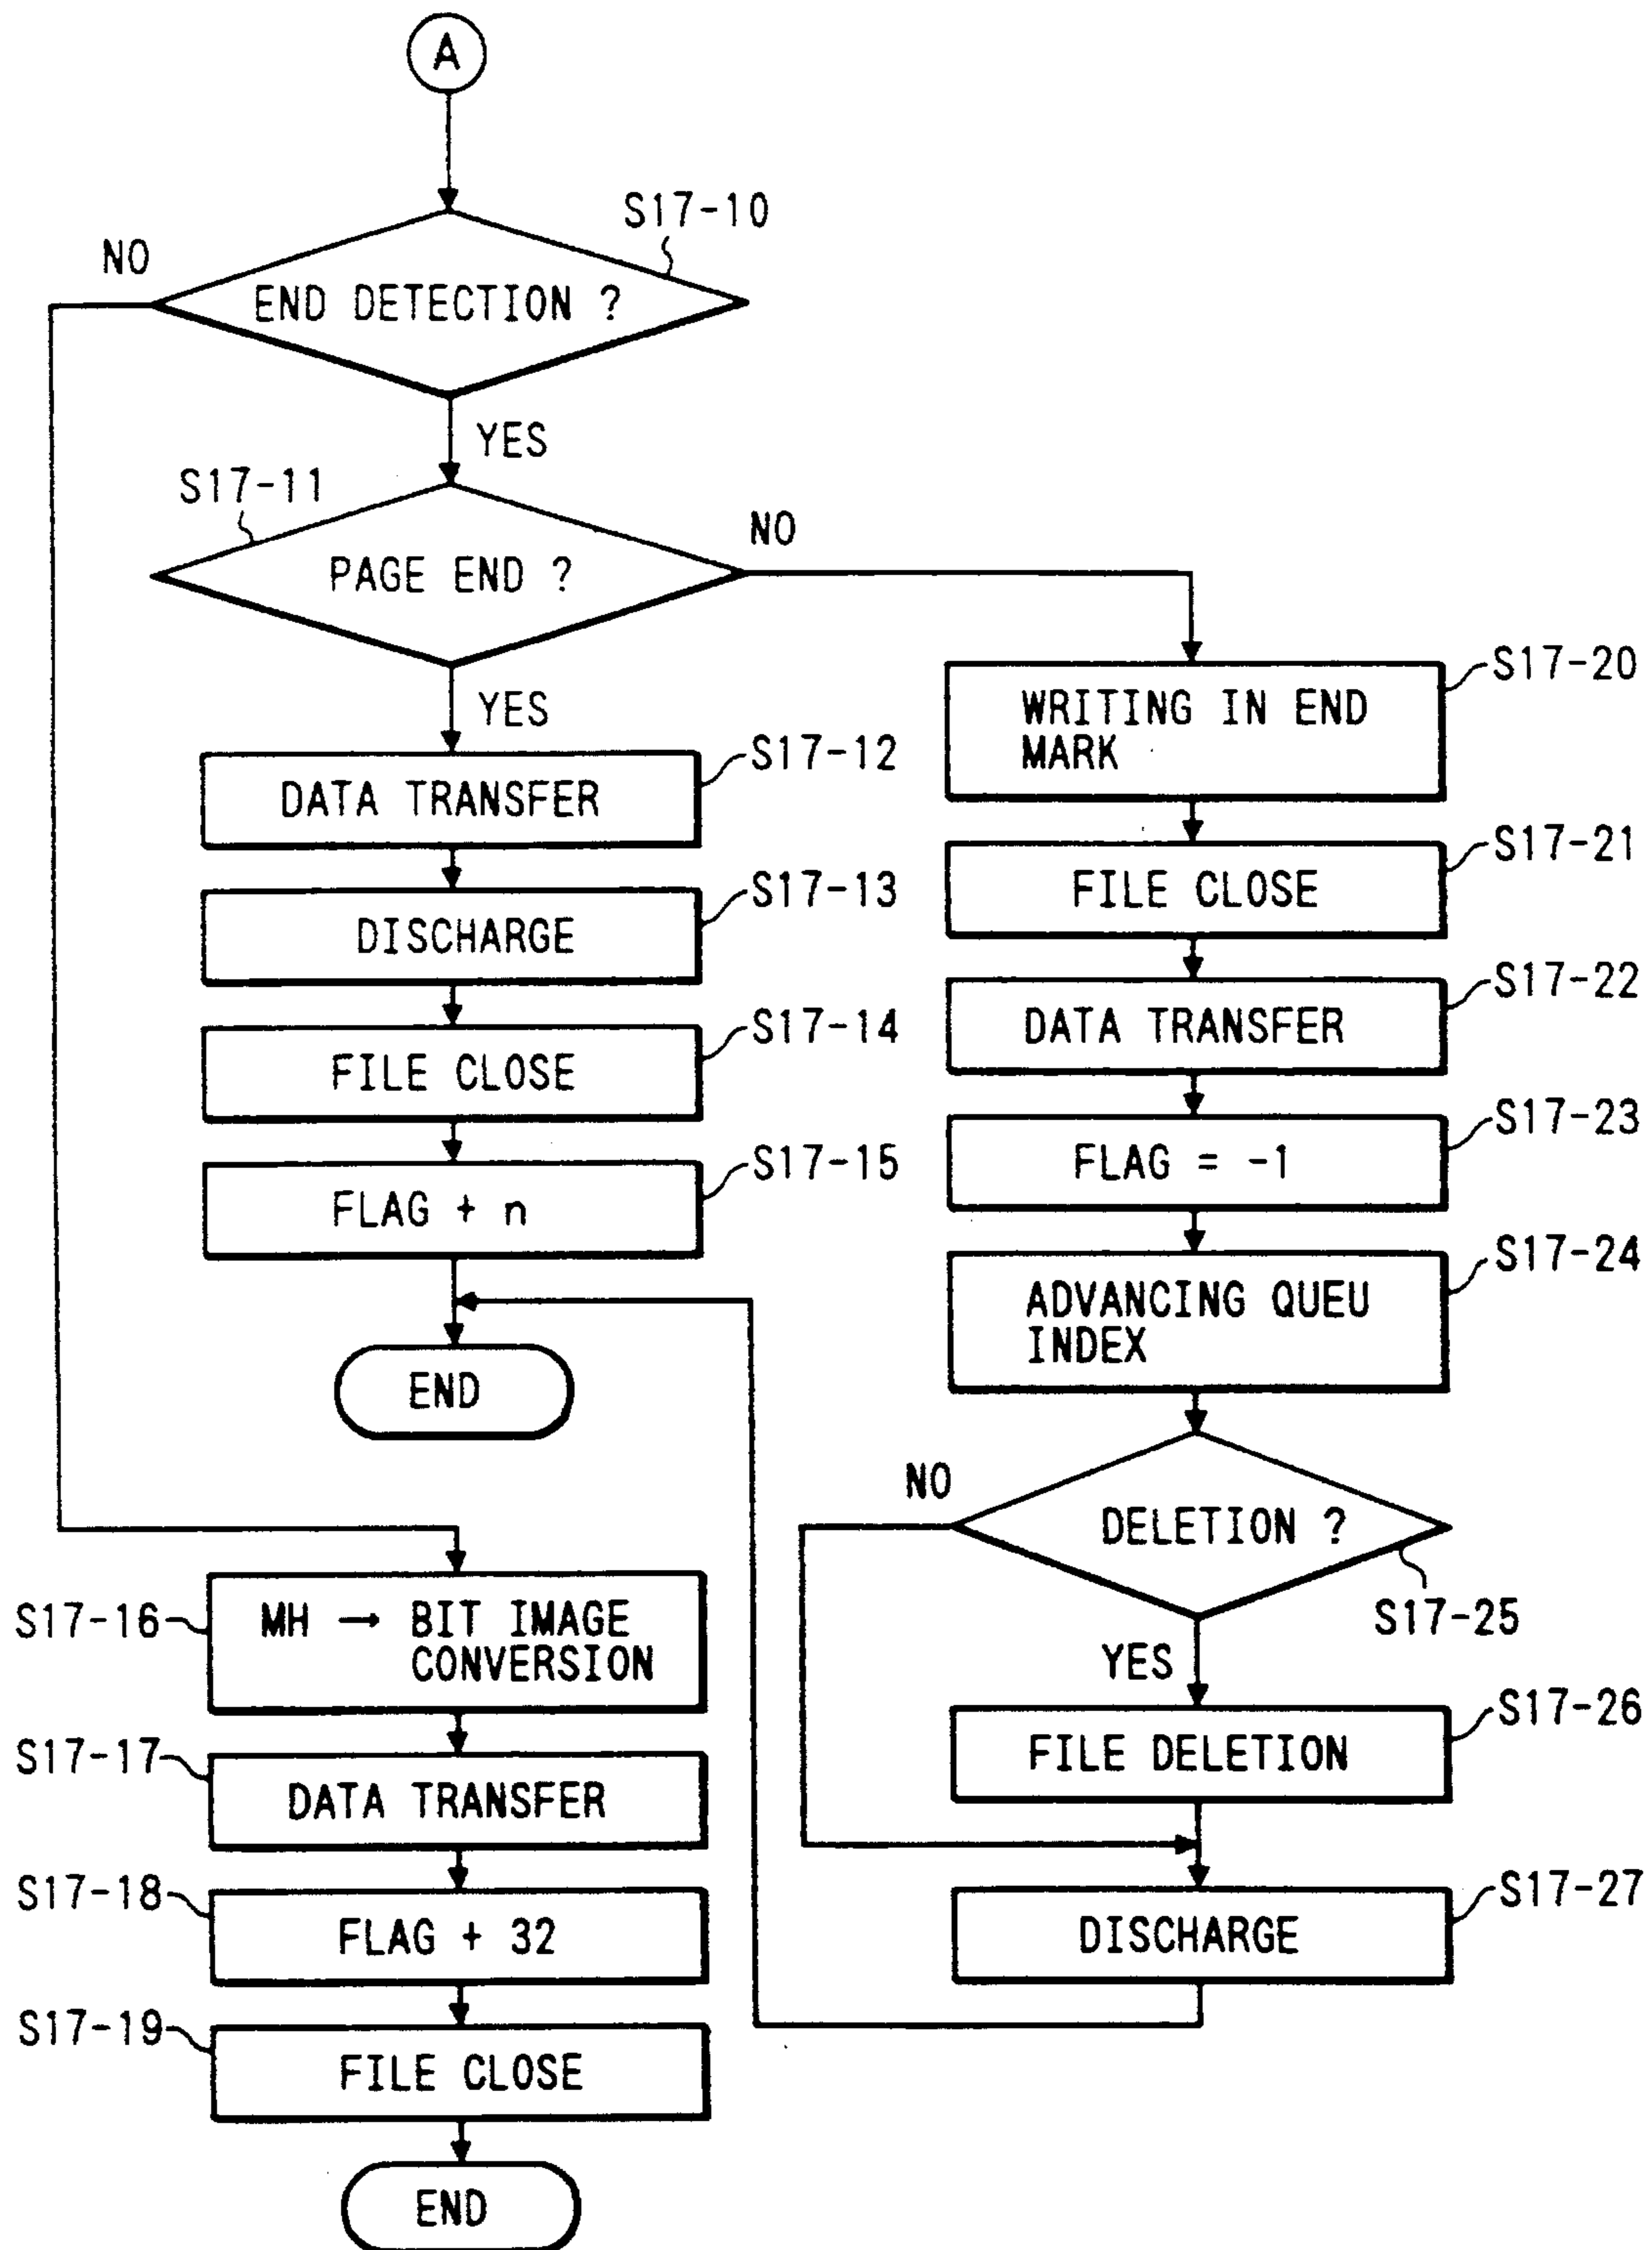 A
S17-10
NO
END DETECTION ?
YES
S17-11
NO
PAGE END ?
YES
S17-12
DATA TRANSFER
S17-13
DISCHARGE
S17-14
FILE CLOSE
S17-15
FLAG + n
END
S17-16
MH → BIT IMAGE
CONVERSION
S17-17
DATA TRANSFER
S17-18
FLAG + 32
S17-19
FILE CLOSE
END
S17-20
WRITING IN END
MARK
S17-21
FILE CLOSE
S17-22
DATA TRANSFER
S17-23
FLAG = -1
S17-24
ADVANCING QUEU
INDEX
NO
DELETION ?
S17-25
YES
S17-26
FILE DELETION
S17-27
DISCHARGE